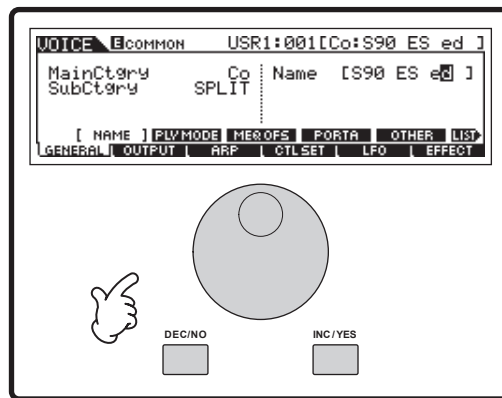 VOICE E COMMON USR1:001[Co:S90 ES ed ]
MainCtgry Co Name [S90 ES ed ]
SubCtgry SPLIT
[ NAME ] PLY MODE MEQ OFS PORTA OTHER LIST
GENERAL OUTPUT ARP CTL SET LFO EFFECT
DEC/NO INC/YES